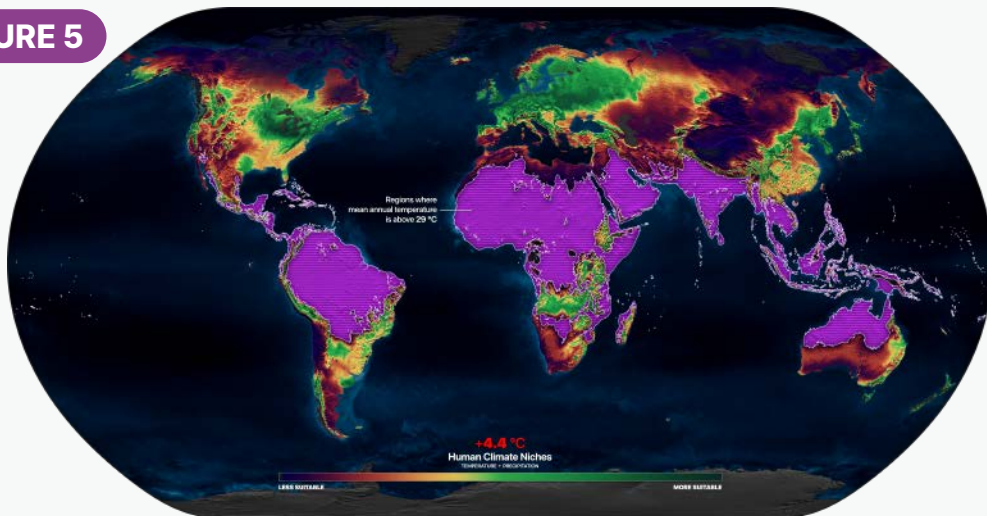 URE 5
Regions where
mean annual temperature
is above 29 °C
+4.4 °C
Human Climate Niches
TEMPERATURE + PRECIPITATION
LESS SUITABLE
MORE SUITABLE